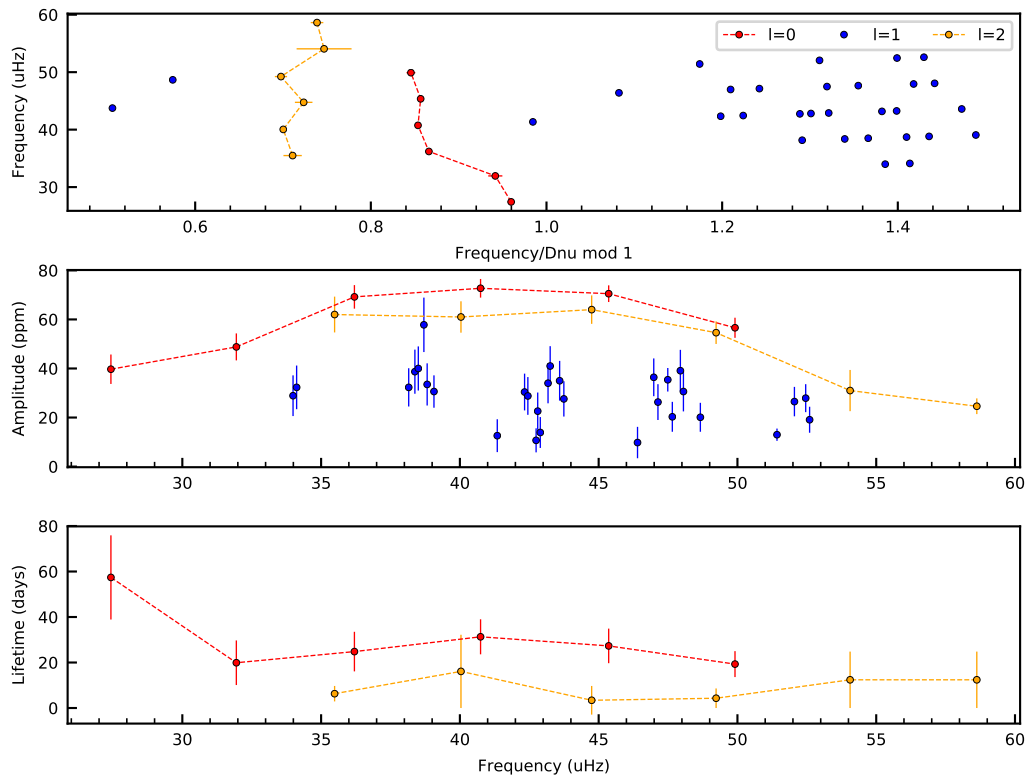 60
50
40
30
Frequency (uHz)
l=0 l=1 l=2
0.6 0.8 1.0 1.2 1.4
Frequency/Dnu mod 1
80
60
40
20
0
Amplitude (ppm)
30 35 40 45 50 55 60
80
60
40
20
0
Lifetime (days)
30 35 40 45 50 55 60
Frequency (uHz)